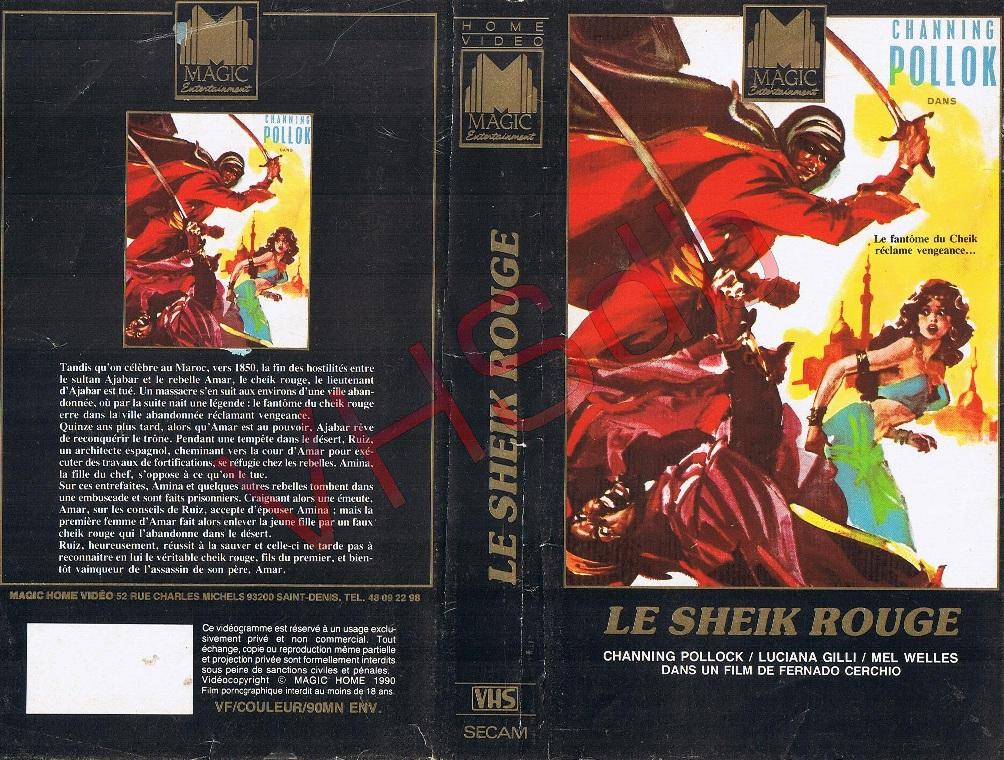 MAGIC
Entertainment
CHANNING
POLLOK
DANS
Tandis qu'on célèbre au Maroc, vers 1850, la fin des hostilités entre
le sultan Ajabar et le rebelle Amar, le cheik rouge, le lieutenant
d'Ajabar est tué. Un massacre s'en suit aux environs d'une ville aban-
donnée, où par la suite nait une légende : le fantôme du cheik rouge
erre dans la ville abandonnée réclamant vengeance.
Quinze ans plus tard, alors qu'Amar est au pouvoir, Ajabar rêve
de reconquérir le trône. Pendant une tempête dans le désert, Ruiz,
un architecte espagnol, cheminant vers la cour d'Amar pour exé-
cuter des travaux de fortifications, se réfugie chez les rebelles. Amina,
la fille du chef, s'oppose à ce qu'on le tue.
Sur ces entrefaites, Amina et quelques autres rebelles tombent dans
une embuscade et sont faits prisonniers. Craignant alors une émeute,
Amar, sur les conseils de Ruiz, accepte d'épouser Amina ; mais la
première femme d'Amar fait alors enlever la jeune fille par un faux
cheik rouge qui l'abandonne dans le désert.
Ruiz, heureusement, réussit à la sauver et celle-ci ne tarde pas à
reconnaitre en lui le véritable cheik rouge, fils du premier, et bien-
tôt vainqueur de l'assassin de son père, Amar.
MAGIC HOME VIDÉO 52 RUE CHARLES MICHELS 93200 SAINT-DENIS, TEL. 48 09 22 98
Ce vidéogramme est réservé à un usage exclu-
sivement privé et non commercial. Tout
échange, copie ou reproduction même partielle
et projection privée sont formellement interdits
sous peine de sanctions civiles et pénales.
Vidéocopyright © MAGIC HOME 1990
Film pornographique interdit au moins de 18 ans.
VF/COULEUR/90MN ENV.
HOME
VIDEO
MAGIC
Entertainment
LE SHEIK ROUGE
VHS
SECAM
MAGIC
Entertainment
CHANNING
POLLOK
DANS
Le fantôme du Cheik
réclame vengeance...
LE SHEIK ROUGE
CHANNING POLLOCK / LUCIANA GILLI / MEL WELLES
DANS UN FILM DE FERNADO CERCHIO
VHSdb